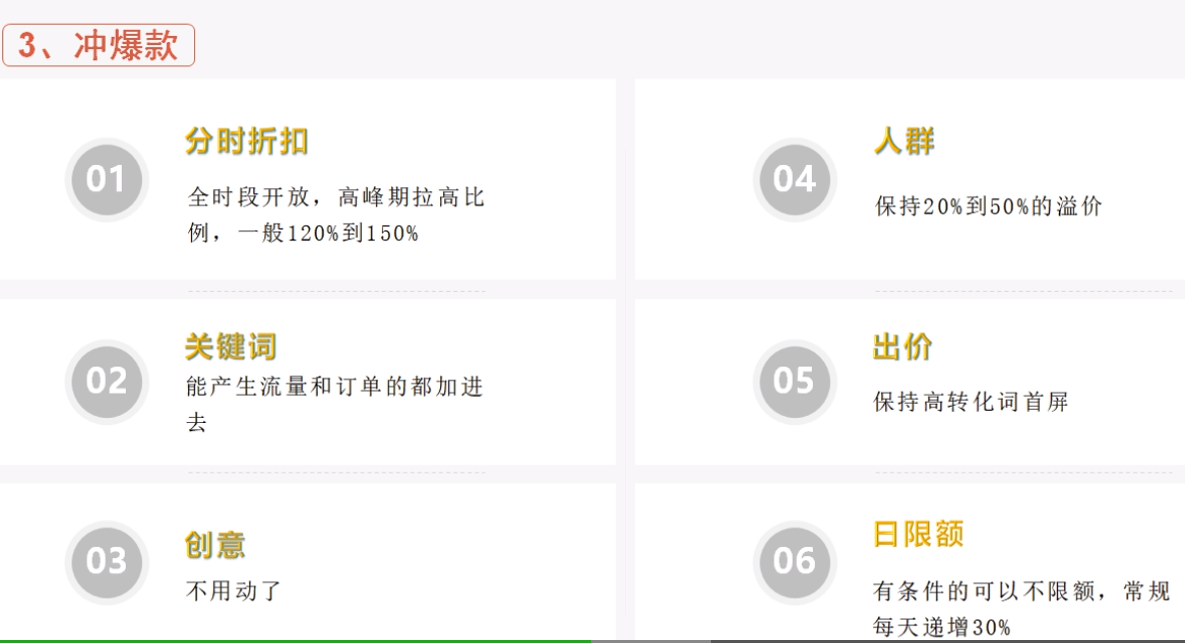 3、冲爆款
01
分时折扣
全时段开放，高峰期拉高比
例，一般120%到150%
02
关键词
能产生流量和订单的都加进
去
03
创意
不用动了
04
人群
保持20%到50%的溢价
05
出价
保持高转化词首屏
06
日限额
有条件的可以不限额，常规
每天递增30%